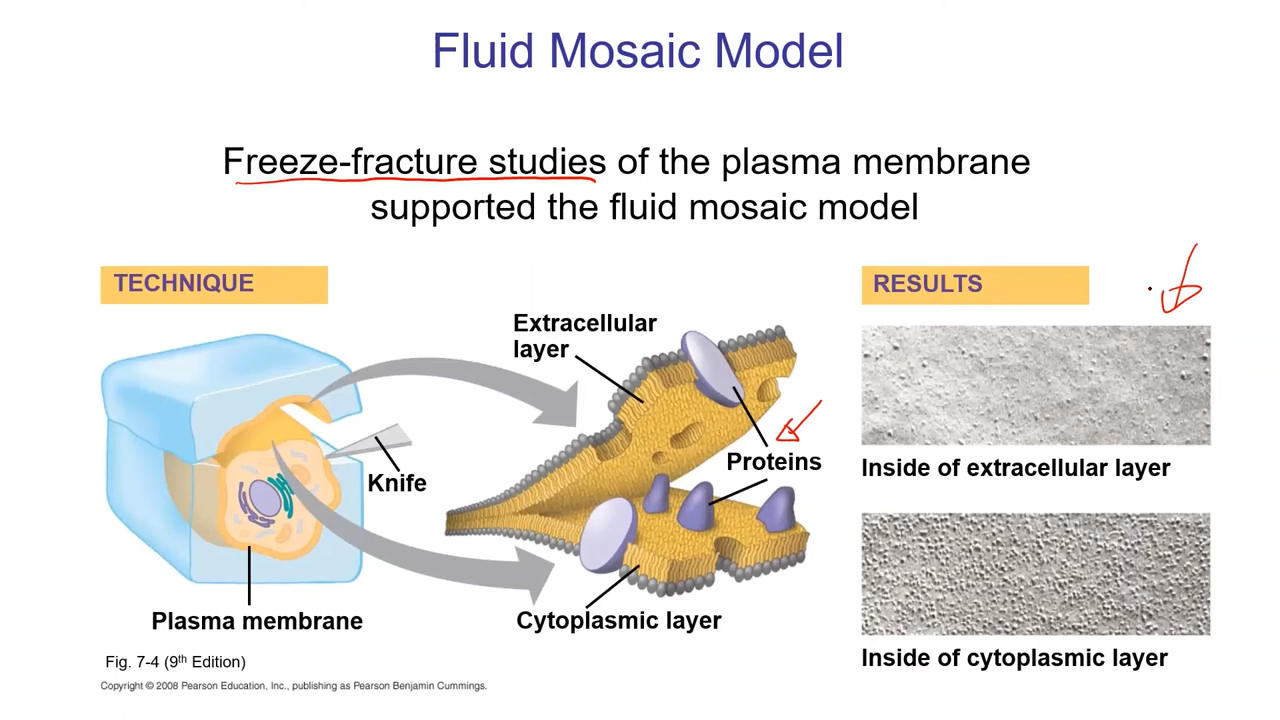 Fluid Mosaic Model
Freeze-fracture studies of the plasma membrane
supported the fluid mosaic model
TECHNIQUE
Extracellular
layer
Proteins
Knife
Plasma membrane
Cytoplasmic layer
RESULTS
Inside of extracellular layer
Inside of cytoplasmic layer
Fig. 7-4 (9th Edition)
Copyright © 2008 Pearson Education, Inc., publishing as Pearson Benjamin Cummings.